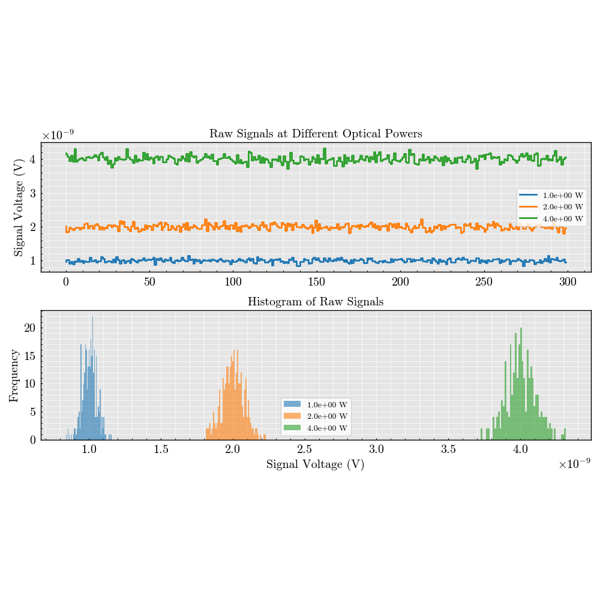 Raw Signals at Different Optical Powers
×10⁻⁹
Signal Voltage (V)
4
3
2
1
0 50 100 150 200 250 300
1.0e+00 W
2.0e+00 W
4.0e+00 W
Histogram of Raw Signals
Frequency
20
15
10
5
0
1.0 1.5 2.0 2.5 3.0 3.5 4.0
1.0e+00 W
2.0e+00 W
4.0e+00 W
Signal Voltage (V)
×10⁻⁹